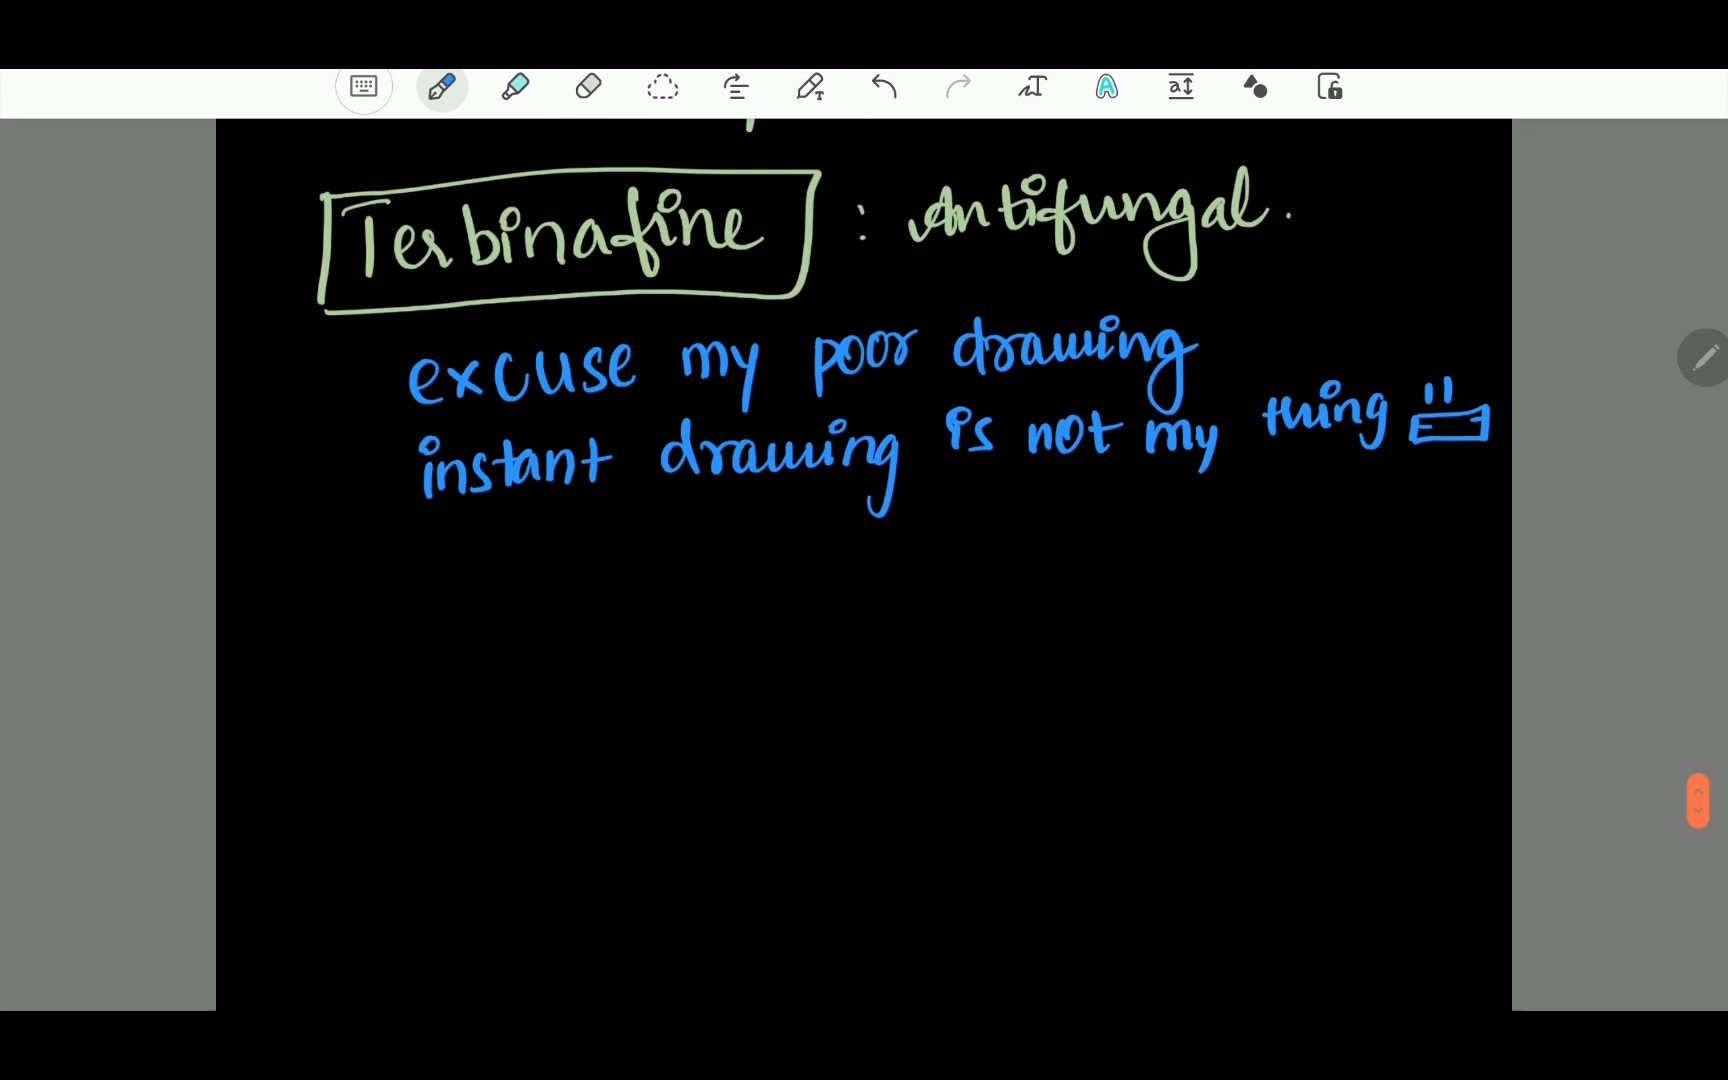 Terbinafine : Antifungal.
excuse my poor drawing
instant drawing is not my thing